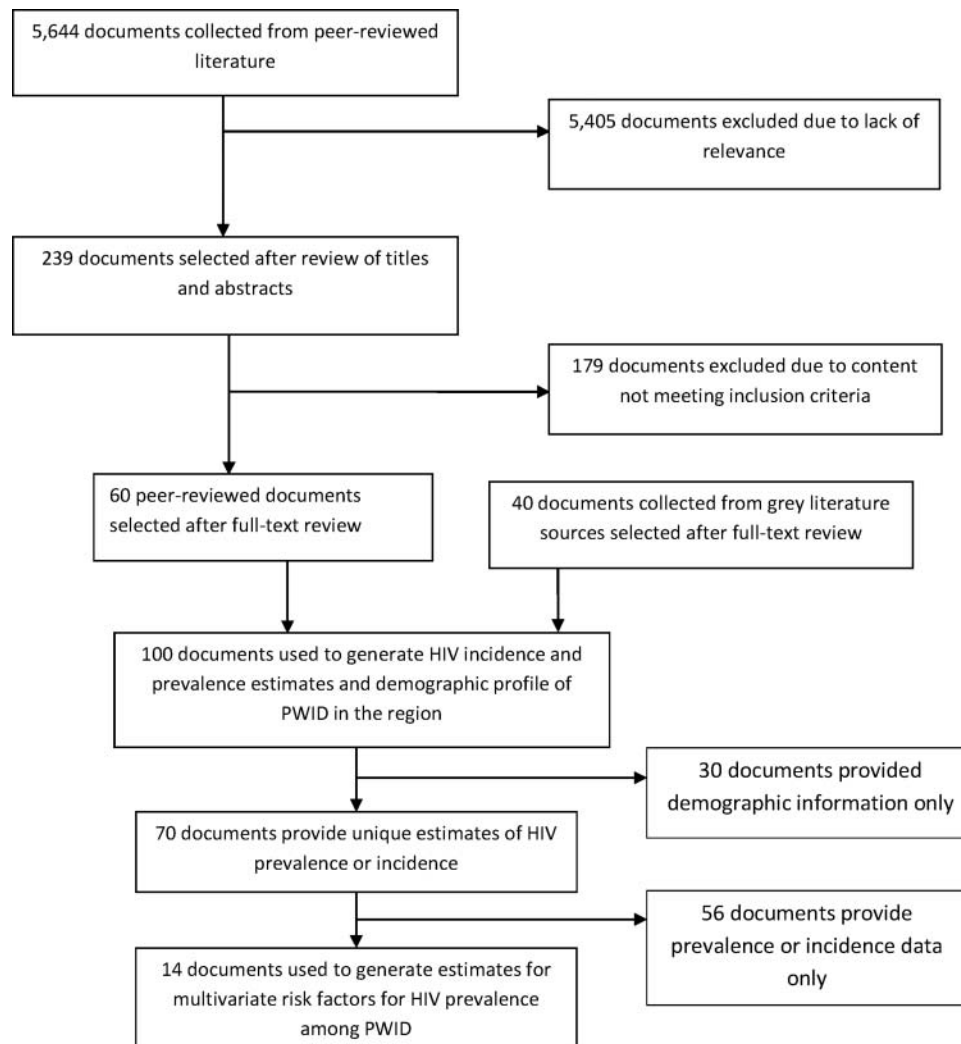 5,644 documents collected from peer-reviewed
literature
5,405 documents excluded due to lack of
relevance
239 documents selected after review of titles
and abstracts
179 documents excluded due to content
not meeting inclusion criteria
60 peer-reviewed documents
selected after full-text review
40 documents collected from grey literature
sources selected after full-text review
100 documents used to generate HIV incidence and
prevalence estimates and demographic profile of
PWID in the region
30 documents provided
demographic information only
70 documents provide unique estimates of HIV
prevalence or incidence
56 documents provide
prevalence or incidence data
only
14 documents used to generate estimates for
multivariate risk factors for HIV prevalence
among PWID